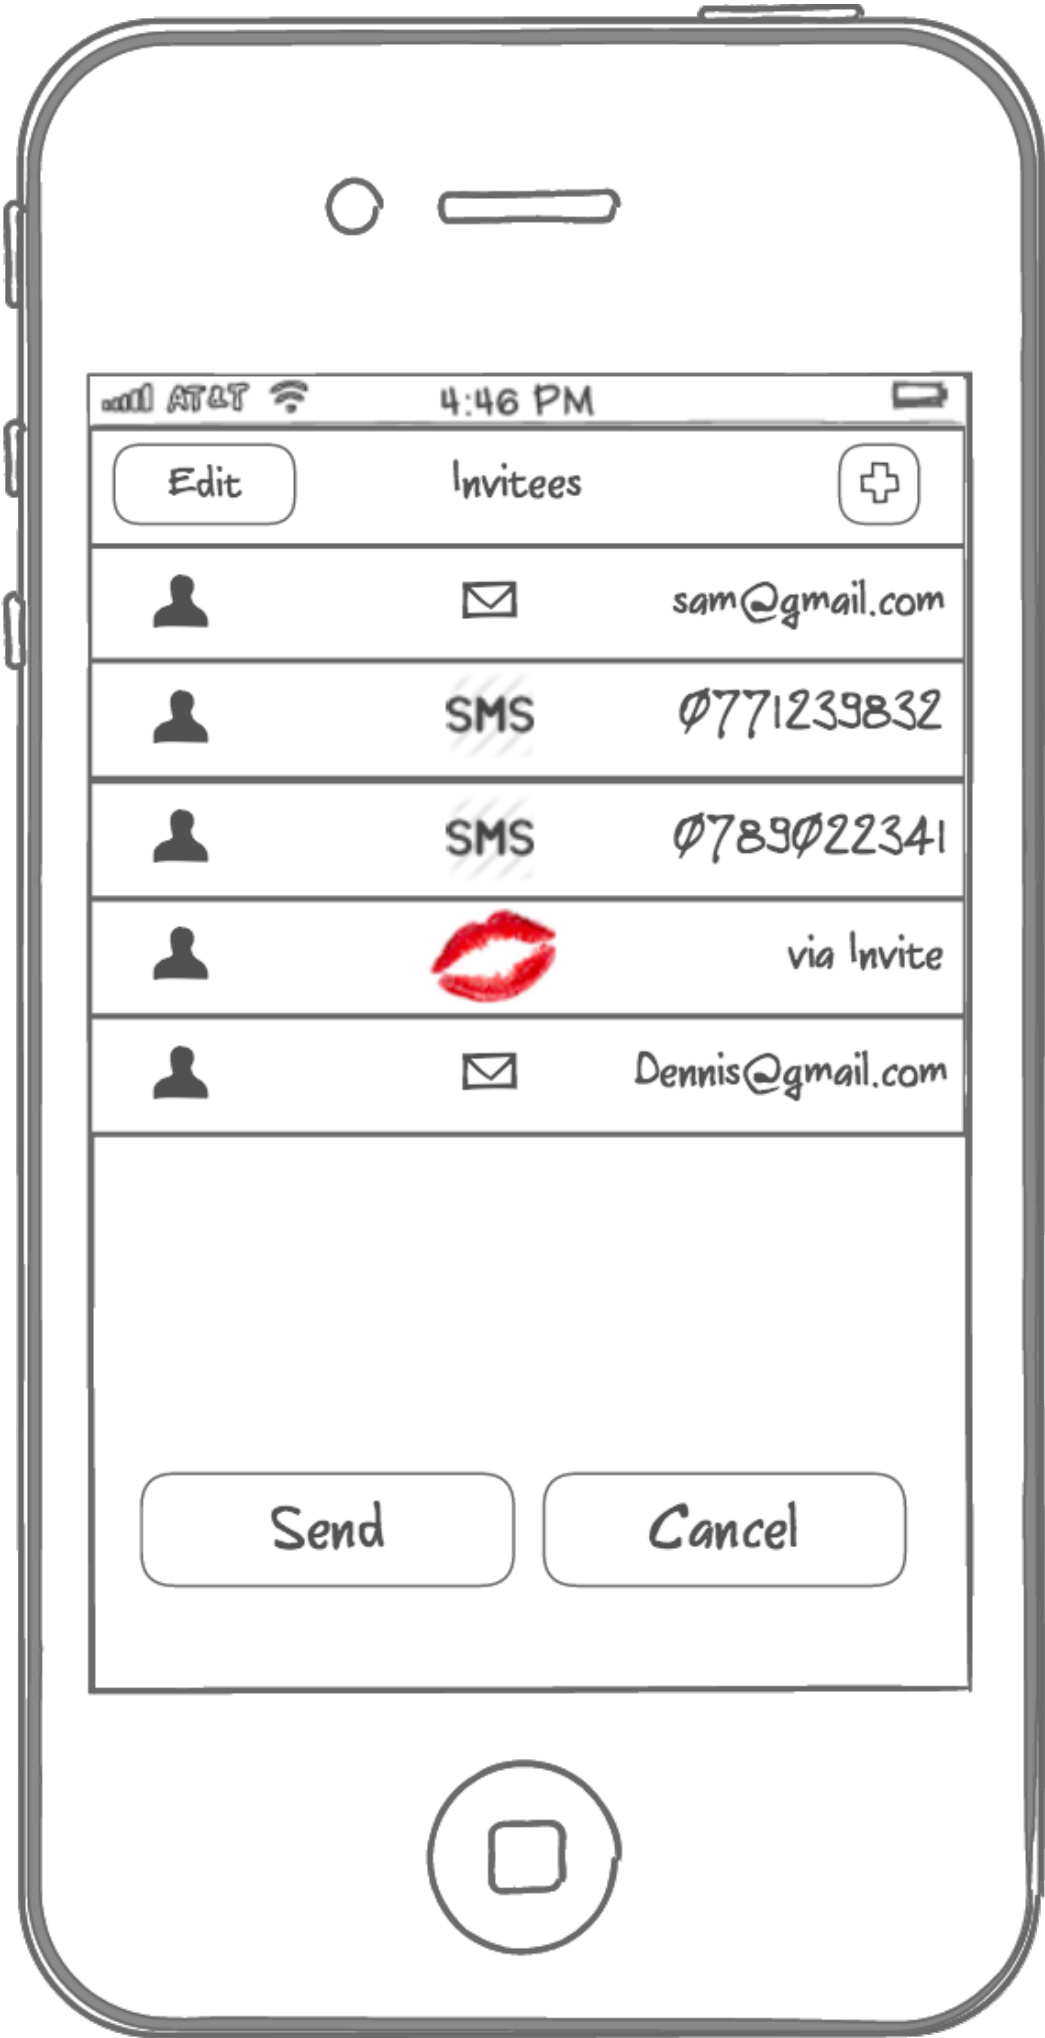 AT&T 4:46 PM
Edit Invitees
sam@gmail.com
SMS 0771239832
SMS 0789022341
via Invite
Dennis@gmail.com
Send Cancel